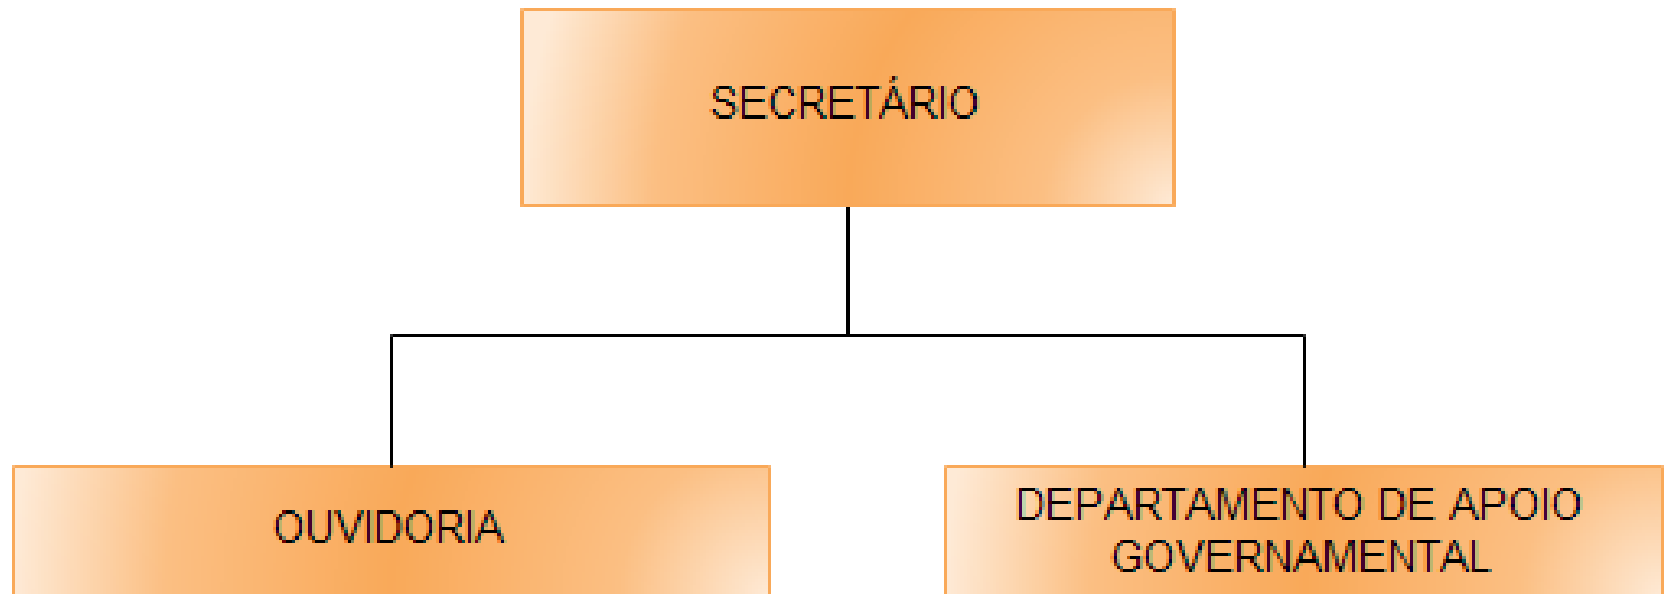 SECRETÁRIO
OUVIDORIA
DEPARTAMENTO DE APOIO
GOVERNAMENTAL